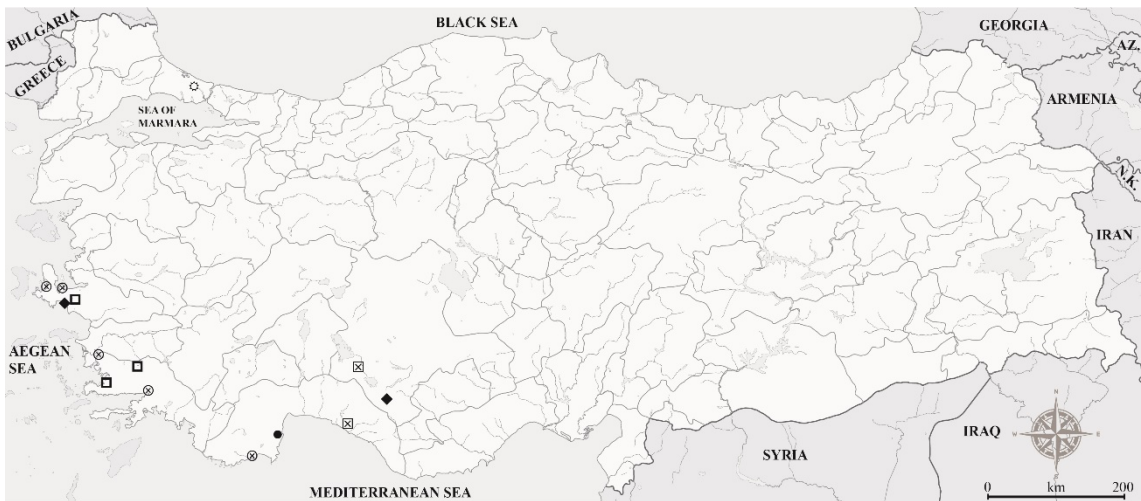 BLACK SEA
GEORGIA
BULGARIA
GREECE
AZ.
SEA OF
MARMARA
ARMENIA
N.K.
IRAN
AEGEAN
SEA
N
W
E
S
IRAQ
SYRIA
MEDITERRANEAN SEA
0
km
200